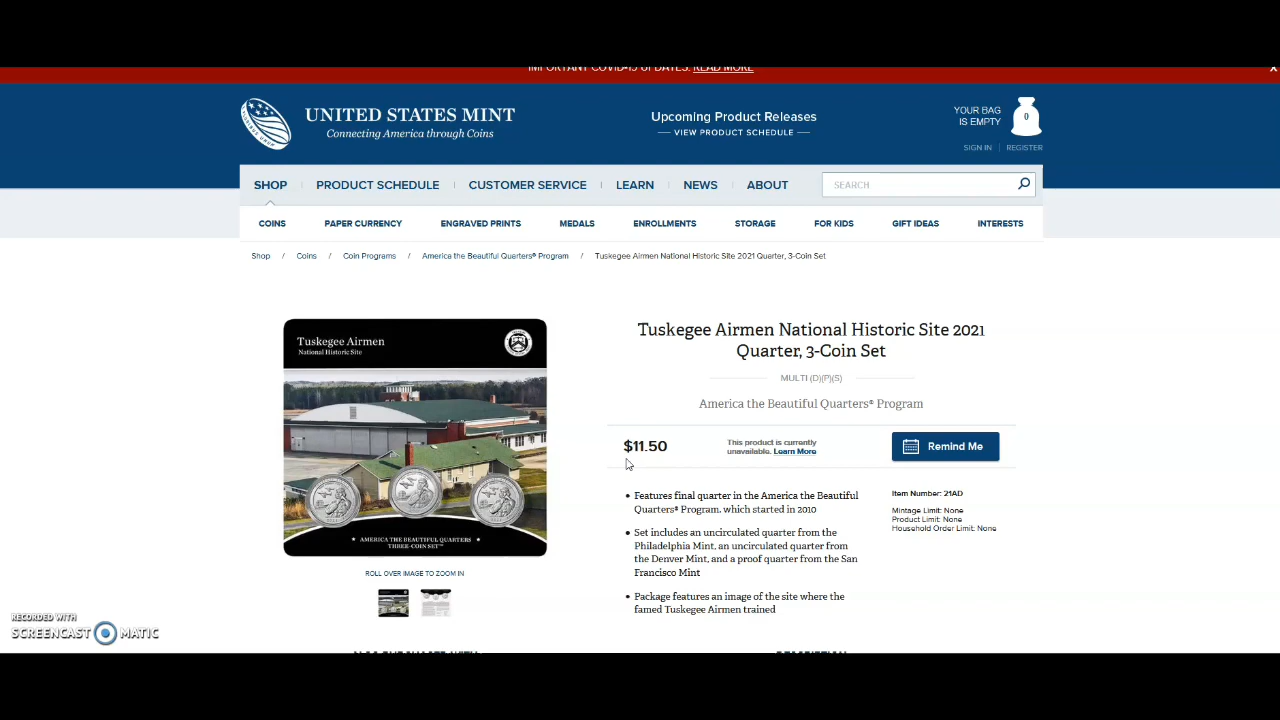 IMPORTANT COVID-19 UPDATES. READ MORE
X
UNITED STATES MINT
Connecting America through Coins
Upcoming Product Releases
VIEW PRODUCT SCHEDULE
YOUR BAG
IS EMPTY
0
SIGN IN | REGISTER
SHOP
PRODUCT SCHEDULE
CUSTOMER SERVICE
LEARN
NEWS
ABOUT
SEARCH
COINS
PAPER CURRENCY
ENGRAVED PRINTS
MEDALS
ENROLLMENTS
STORAGE
FOR KIDS
GIFT IDEAS
INTERESTS
Shop / Coins / Coin Programs / America the Beautiful Quarters® Program / Tuskegee Airmen National Historic Site 2021 Quarter, 3-Coin Set
Tuskegee Airmen
National Historic Site
AMERICA THE BEAUTIFUL QUARTERS
THREE-COIN SET™
ROLL OVER IMAGE TO ZOOM IN
Tuskegee Airmen National Historic Site 2021
Quarter, 3-Coin Set
MULTI (D)(P)(S)
America the Beautiful Quarters® Program
$11.50
This product is currently
unavailable. Learn More
Remind Me
• Features final quarter in the America the Beautiful
Quarters® Program, which started in 2010
• Set includes an uncirculated quarter from the
Philadelphia Mint, an uncirculated quarter from
the Denver Mint, and a proof quarter from the San
Francisco Mint
• Package features an image of the site where the
famed Tuskegee Airmen trained
Item Number: 21AD
Mintage Limit: None
Product Limit: None
Household Order Limit: None
RECORDED WITH
SCREENCAST MATIC
ALSO PURCHASED WITH
DESCRIPTION